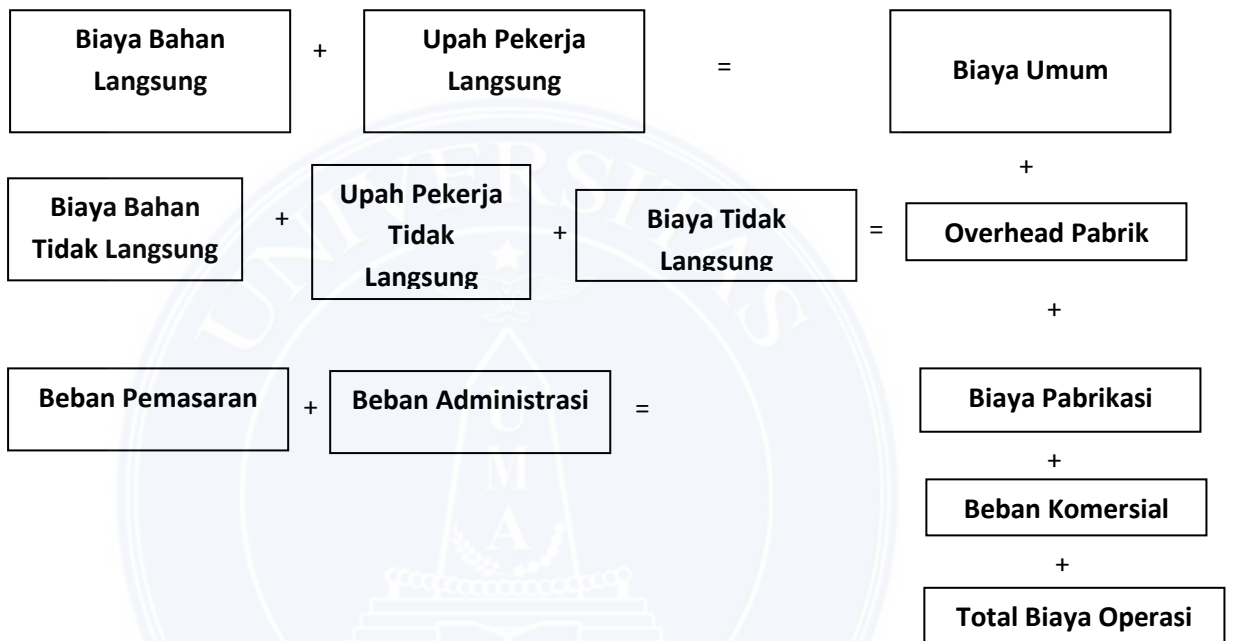 Biaya Bahan
Langsung
+
Upah Pekerja
Langsung
=
Biaya Umum
+
Biaya Bahan
Tidak Langsung
+
Upah Pekerja
Tidak
Langsung
+
Biaya Tidak
Langsung
=
Overhead Pabrik
+
Beban Pemasaran
+
Beban Administrasi
=
Biaya Pabrikasi
+
Beban Komersial
+
Total Biaya Operasi
UNIVERSITAS
U
M
A